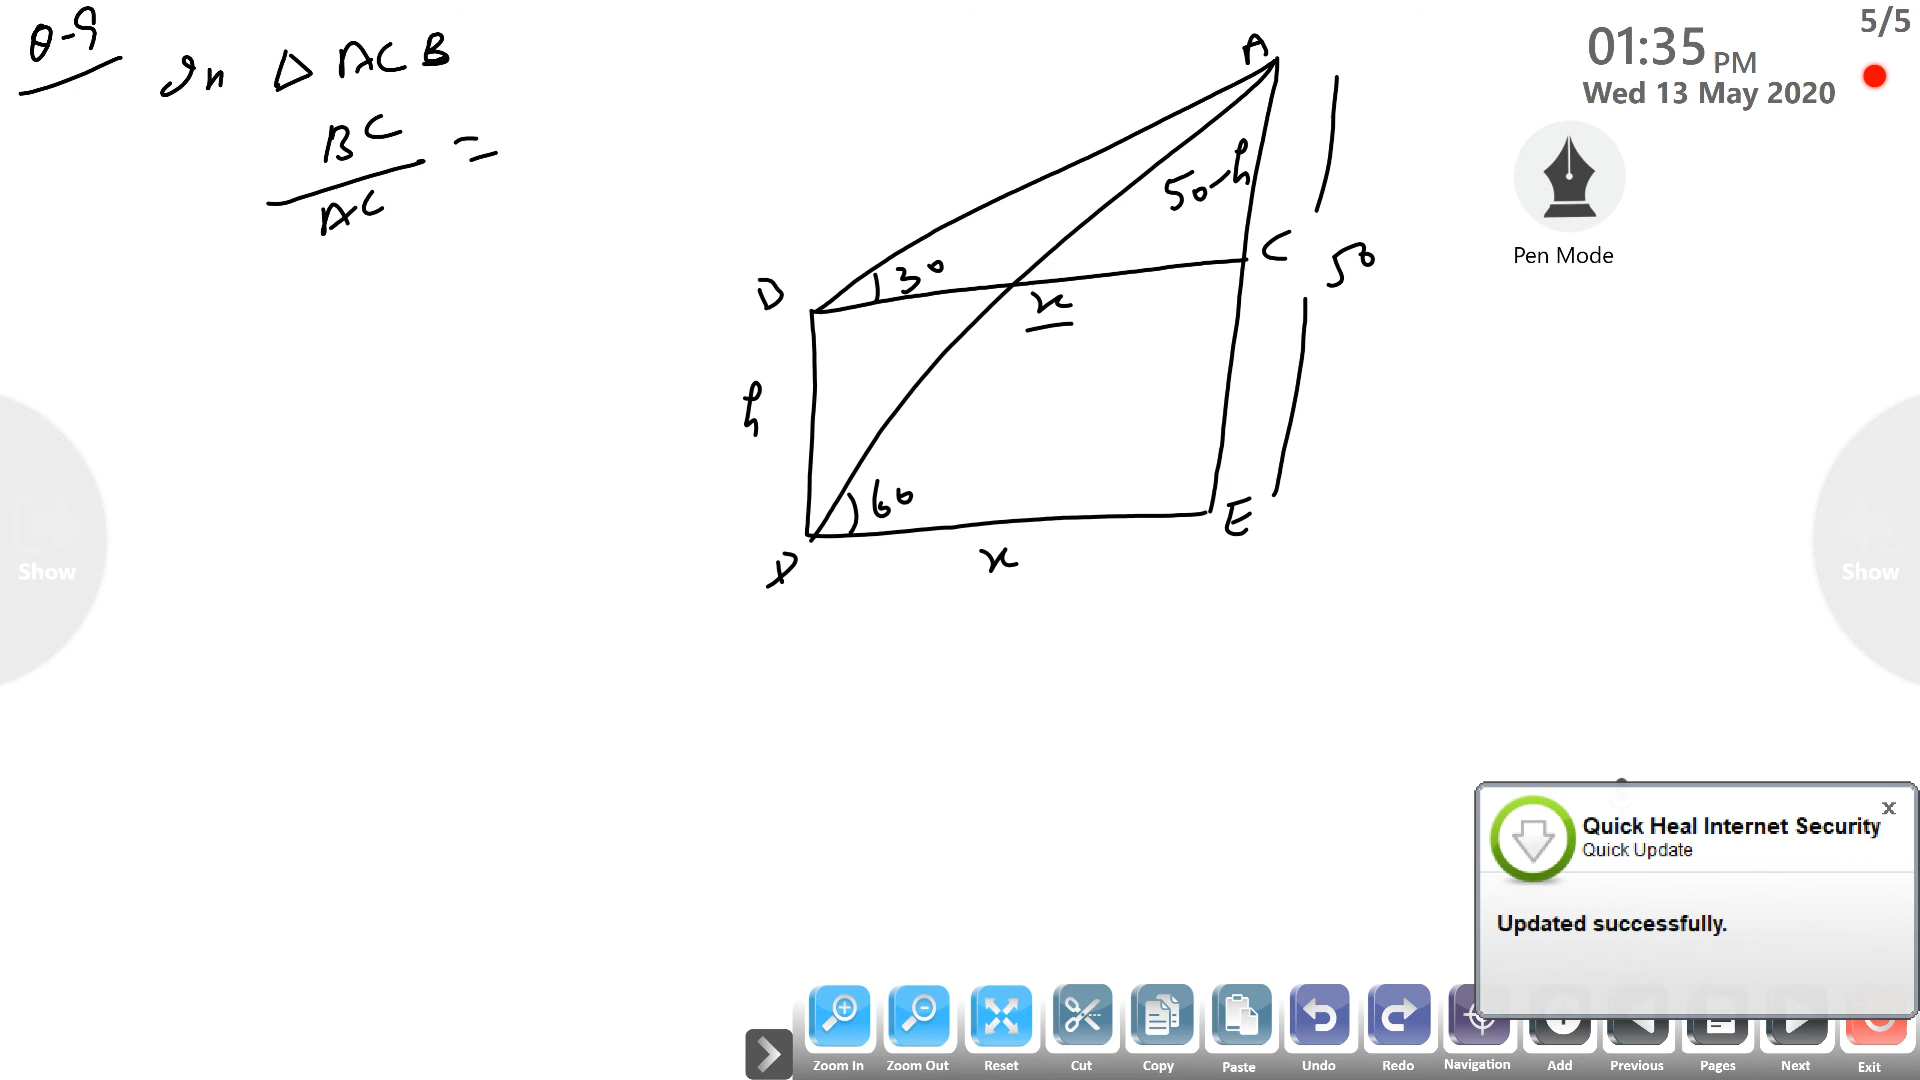 Q-9
In Δ ACB
BC
AC
=
A
50-h
C
50
30
x
h
60
E
x
01:35 PM
Wed 13 May 2020
5/5
Pen Mode
Show
Show
Quick Heal Internet Security
x
Quick Update
Updated successfully.
Zoom In
Zoom Out
Reset
Cut
Copy
Paste
Undo
Redo
Navigation
Add
Previous
Pages
Next
Exit